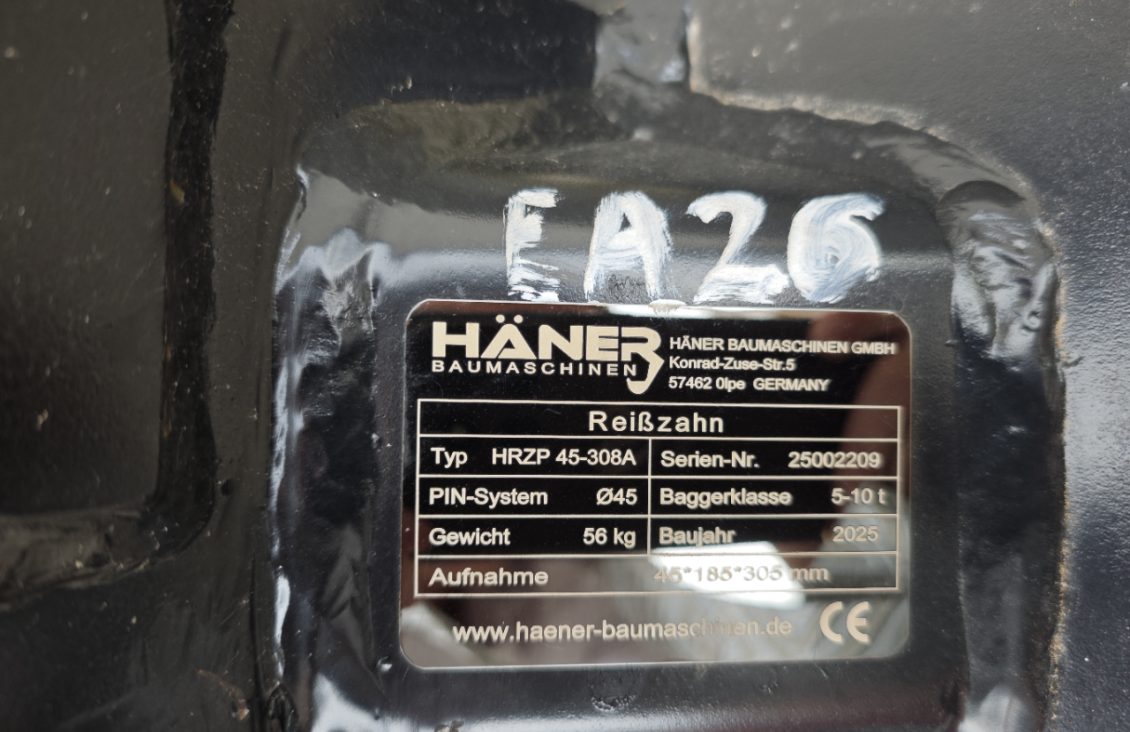 EA26
HÄNER
BAUMASCHINEN
HÄNER BAUMASCHINEN GMBH
Konrad-Zuse-Str.5
57462 Olpe GERMANY
Reißzahn
Typ HRZP 45-308A Serien-Nr. 25002209
PIN-System Ø45 Baggerklasse 5-10 t
Gewicht 56 kg Baujahr 2025
Aufnahme 45*185*305 mm
www.haener-baumaschinen.de CE